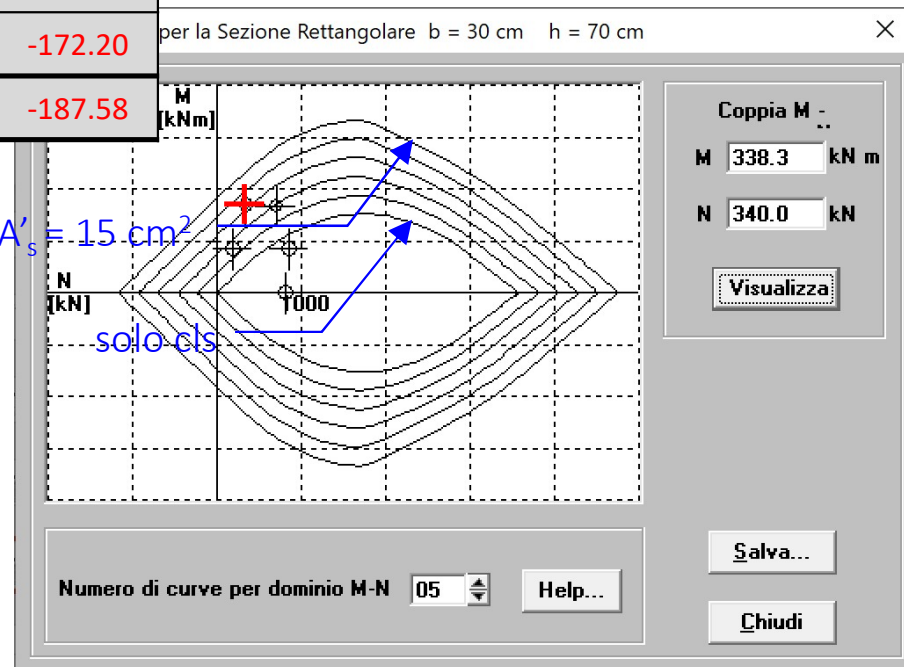 -172.20
-187.58
per la Sezione Rettangolare b = 30 cm h = 70 cm
M
[kNm]
A's = 15 cm2
N
[kN]
1000
solo cls
Coppia M -
M 338.3 kN m
N 340.0 kN
Visualizza
Numero di curve per dominio M-N 05
Help...
Salva...
Chiudi